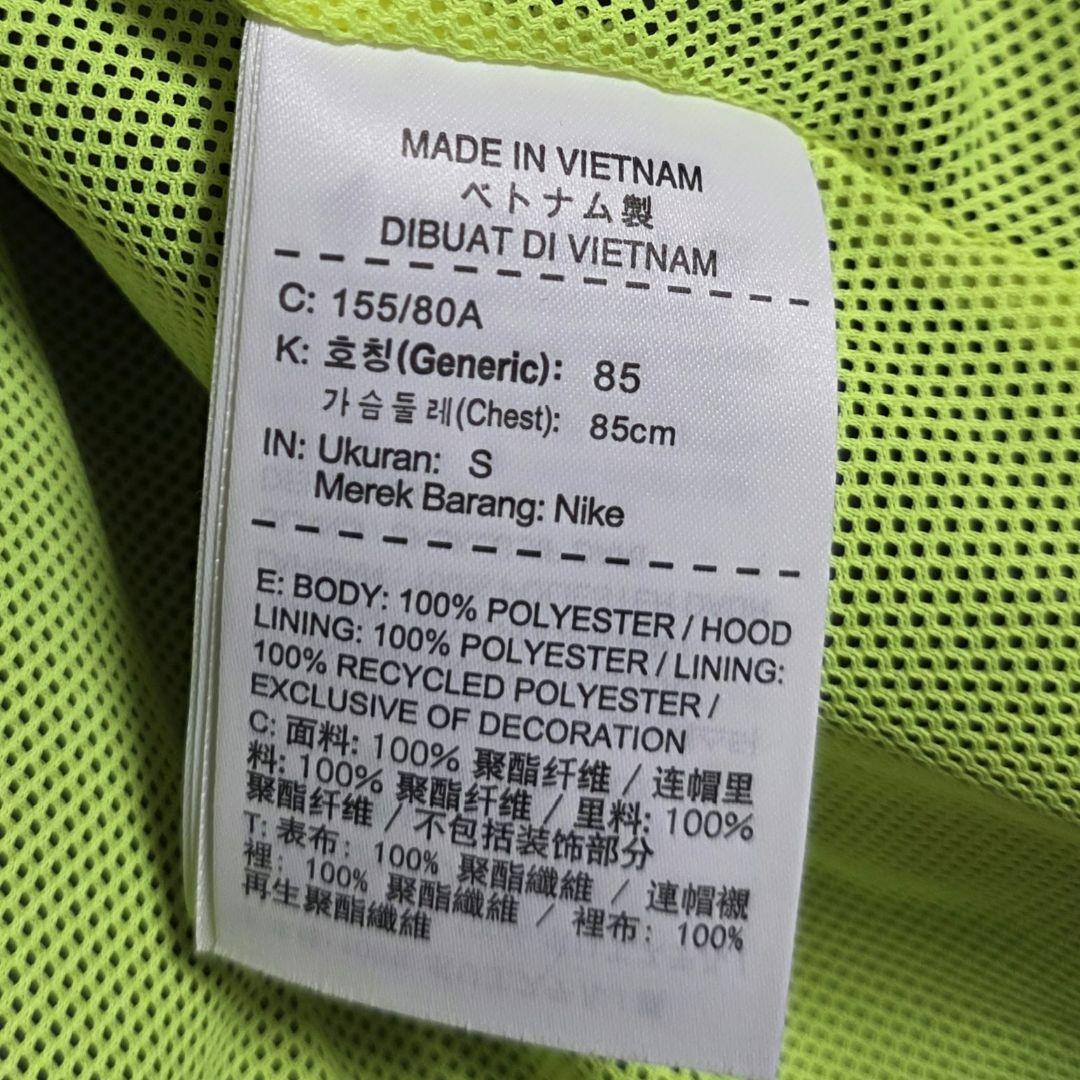 MADE IN VIETNAM
ベトナム製
DIBUAT DI VIETNAM
C: 155/80A
K: 호칭(Generic): 85
가슴둘레(Chest): 85cm
IN: Ukuran: S
Merek Barang: Nike
E: BODY: 100% POLYESTER / HOOD
LINING: 100% POLYESTER / LINING:
100% RECYCLED POLYESTER /
EXCLUSIVE OF DECORATION
C: 面料: 100% 聚酯纤维 / 连帽里
料: 100% 聚酯纤维 / 里料: 100%
聚酯纤维 / 不包括装饰部分
T: 表布: 100% 聚酯纖維 / 連帽襯
裡: 100% 聚酯纖維 / 裡布: 100%
再生聚酯纖維